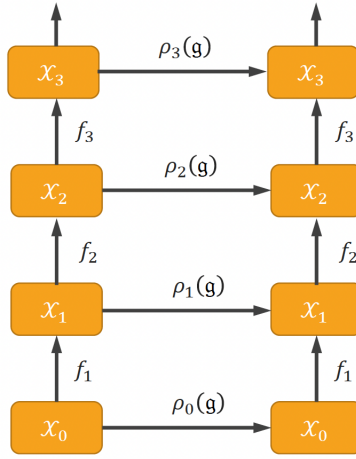 ρ₃(𝔤)
𝒳₃ 𝒳₃
f₃ f₃
ρ₂(𝔤)
𝒳₂ 𝒳₂
f₂ f₂
ρ₁(𝔤)
𝒳₁ 𝒳₁
f₁ f₁
ρ₀(𝔤)
𝒳₀ 𝒳₀